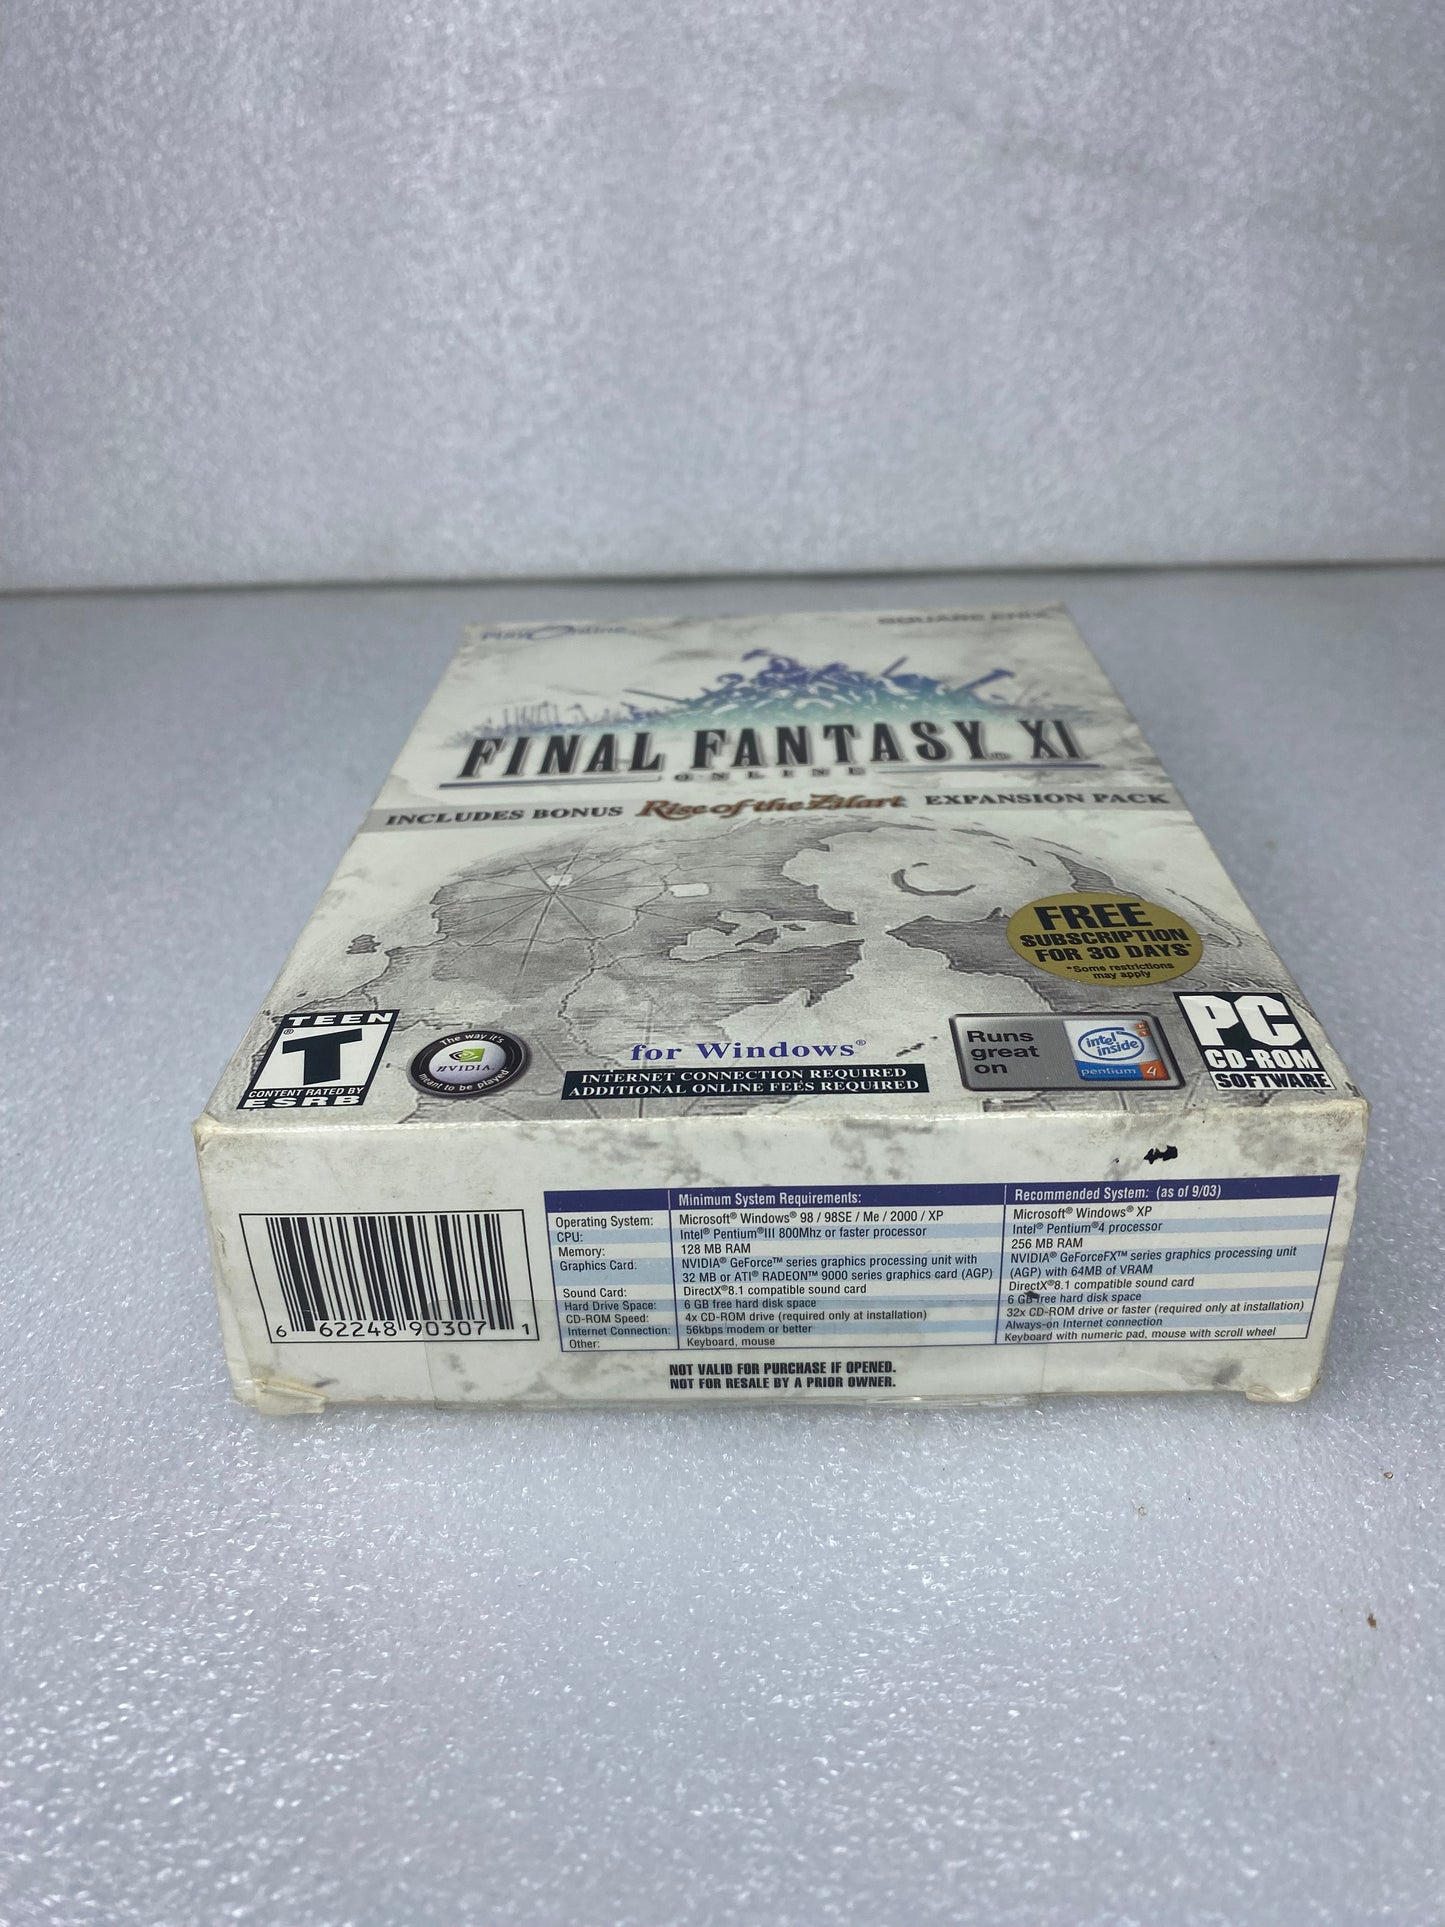 PlayOnline
SQUARE ENIX
FINAL FANTASY® XI
ONLINE
INCLUDES BONUS Rise of the Zilart EXPANSION PACK
FREE
SUBSCRIPTION
FOR 30 DAYS*
*Some restrictions
may apply
TEEN
T®
CONTENT RATED BY
ESRB
The way it's
NVIDIA
meant to be played
for Windows®
INTERNET CONNECTION REQUIRED
ADDITIONAL ONLINE FEES REQUIRED
Runs
great
on
intel
inside
pentium 4
PC
CD-ROM
SOFTWARE
6 62248 90307 1
Minimum System Requirements: Recommended System: (as of 9/03)
Operating System: Microsoft® Windows® 98 / 98SE / Me / 2000 / XP Microsoft® Windows® XP
CPU: Intel® Pentium®III 800Mhz or faster processor Intel® Pentium®4 processor
Memory: 128 MB RAM 256 MB RAM
Graphics Card: NVIDIA® GeForce™ series graphics processing unit with NVIDIA® GeForceFX™ series graphics processing unit
32 MB or ATI® RADEON™ 9000 series graphics card (AGP) (AGP) with 64MB of VRAM
Sound Card: DirectX®8.1 compatible sound card DirectX®8.1 compatible sound card
Hard Drive Space: 6 GB free hard disk space 6 GB free hard disk space
CD-ROM Speed: 4x CD-ROM drive (required only at installation) 32x CD-ROM drive or faster (required only at installation)
Internet Connection: 56kbps modem or better Always-on Internet connection
Other: Keyboard, mouse Keyboard with numeric pad, mouse with scroll wheel
NOT VALID FOR PURCHASE IF OPENED.
NOT FOR RESALE BY A PRIOR OWNER.